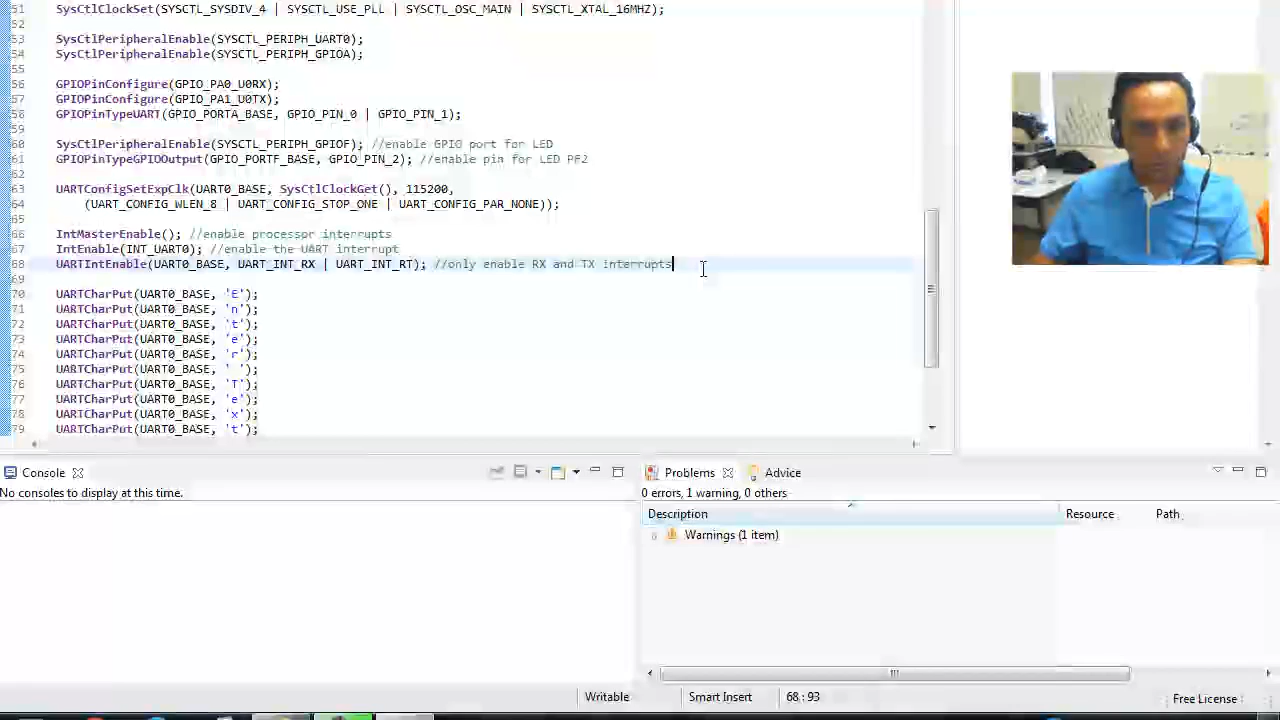 51 SysCtlClockSet(SYSCTL_SYSDIV_4 | SYSCTL_USE_PLL | SYSCTL_OSC_MAIN | SYSCTL_XTAL_16MHZ);
52
53 SysCtlPeripheralEnable(SYSCTL_PERIPH_UART0);
54 SysCtlPeripheralEnable(SYSCTL_PERIPH_GPIOA);
55
56 GPIOPinConfigure(GPIO_PA0_U0RX);
57 GPIOPinConfigure(GPIO_PA1_U0TX);
58 GPIOPinTypeUART(GPIO_PORTA_BASE, GPIO_PIN_0 | GPIO_PIN_1);
59
60 SysCtlPeripheralEnable(SYSCTL_PERIPH_GPIOF); //enable GPIO port for LED
61 GPIOPinTypeGPIOOutput(GPIO_PORTF_BASE, GPIO_PIN_2); //enable pin for LED PF2
62
63 UARTConfigSetExpClk(UART0_BASE, SysCtlClockGet(), 115200,
64 (UART_CONFIG_WLEN_8 | UART_CONFIG_STOP_ONE | UART_CONFIG_PAR_NONE));
65
66 IntMasterEnable(); //enable processor interrupts
67 IntEnable(INT_UART0); //enable the UART interrupt
68 UARTIntEnable(UART0_BASE, UART_INT_RX | UART_INT_RT); //only enable RX and TX interrupts
69
70 UARTCharPut(UART0_BASE, 'E');
71 UARTCharPut(UART0_BASE, 'n');
72 UARTCharPut(UART0_BASE, 't');
73 UARTCharPut(UART0_BASE, 'e');
74 UARTCharPut(UART0_BASE, 'r');
75 UARTCharPut(UART0_BASE, ' ');
76 UARTCharPut(UART0_BASE, 'T');
77 UARTCharPut(UART0_BASE, 'e');
78 UARTCharPut(UART0_BASE, 'x');
79 UARTCharPut(UART0_BASE, 't');
Console
No consoles to display at this time.
Problems Advice
0 errors, 1 warning, 0 others
Description Resource Path
Warnings (1 item)
Writable Smart Insert 68 : 93 Free License